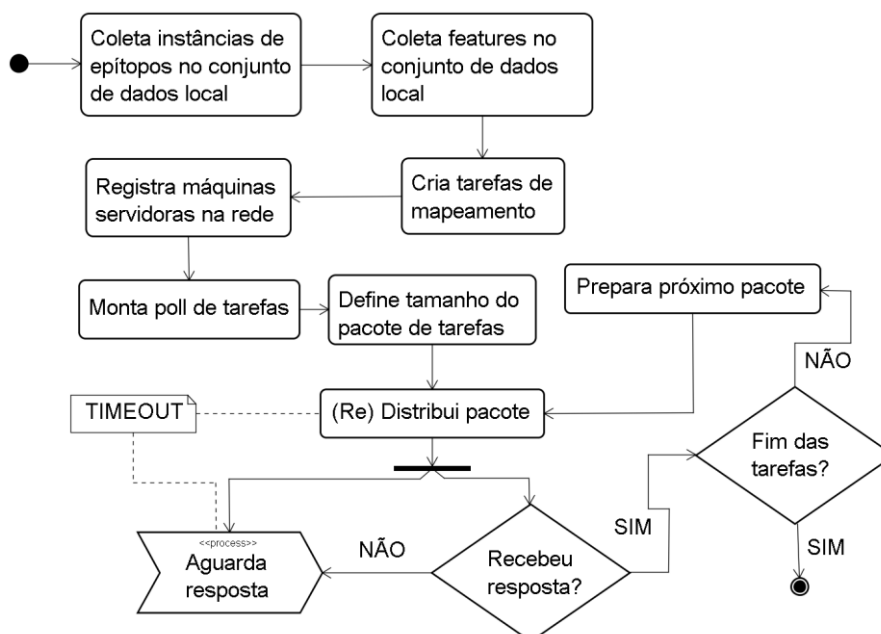 Coleta instâncias de
epítopos no conjunto
de dados local
Coleta features no
conjunto de dados
local
Registra máquinas
servidoras na rede
Cria tarefas de
mapeamento
Monta poll de tarefas
Define tamanho do
pacote de tarefas
Prepara próximo pacote
NÃO
TIMEOUT
(Re) Distribui pacote
Fim das
tarefas?
<<process>>
Aguarda
resposta
NÃO
Recebeu
resposta?
SIM
SIM